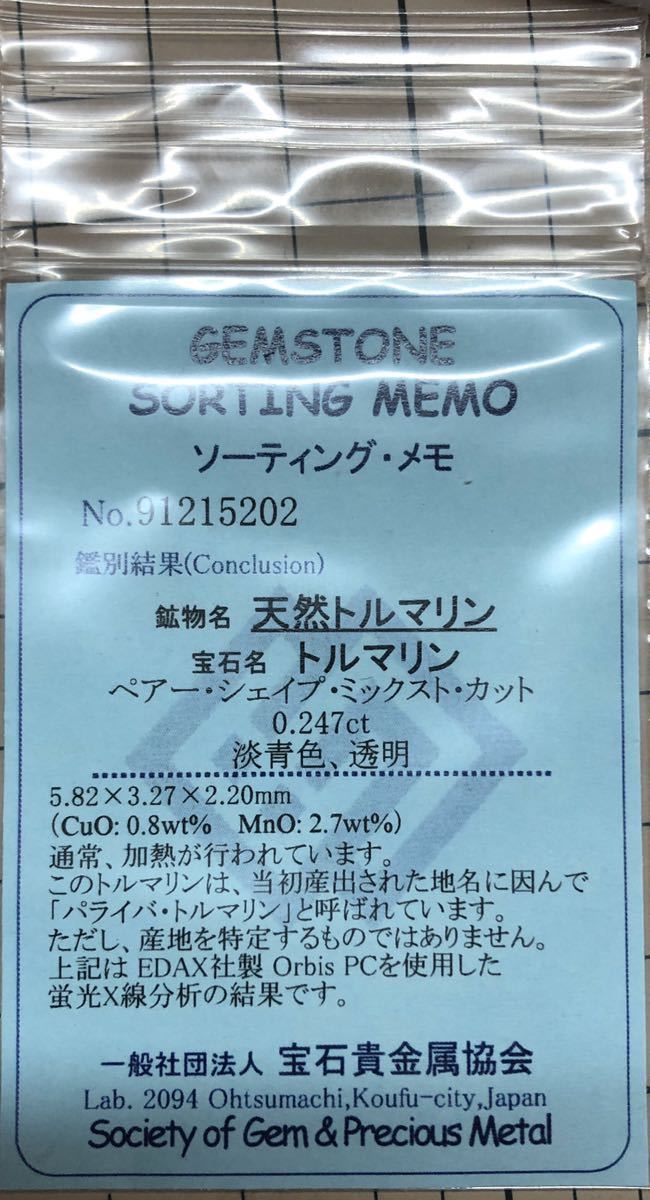 GEMSTONE
SORTING MEMO
ソーティング・メモ
No.91215202
鑑別結果(Conclusion)
鉱物名 天然トルマリン
宝石名 トルマリン
ペアー・シェイプ・ミックスト・カット
0.247ct
淡青色、透明
5.82×3.27×2.20mm
(CuO: 0.8wt% MnO: 2.7wt%)
通常、加熱が行われています。
このトルマリンは、当初産出された地名に因んで
「パライバ・トルマリン」と呼ばれています。
ただし、産地を特定するものではありません。
上記は EDAX社製 Orbis PCを使用した
蛍光X線分析の結果です。
一般社団法人 宝石貴金属協会
Lab. 2094 Ohtsumachi,Koufu-city,Japan
Society of Gem & Precious Metal